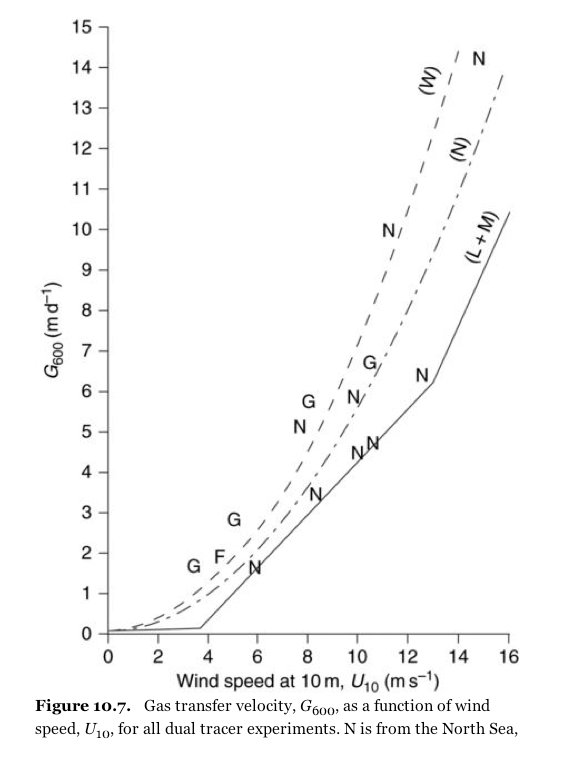 15
14
13
12
11
10
9
8
7
6
5
4
3
2
1
0
G600 (m d–1)
(W)
N
(N)
N
(L + M)
G
N
G
N
N
N
N
G
N
F
G
N
0 2 4 6 8 10 12 14 16
Wind speed at 10 m, U10 (m s–1)
Figure 10.7. Gas transfer velocity, G600, as a function of wind
speed, U10, for all dual tracer experiments. N is from the North Sea,